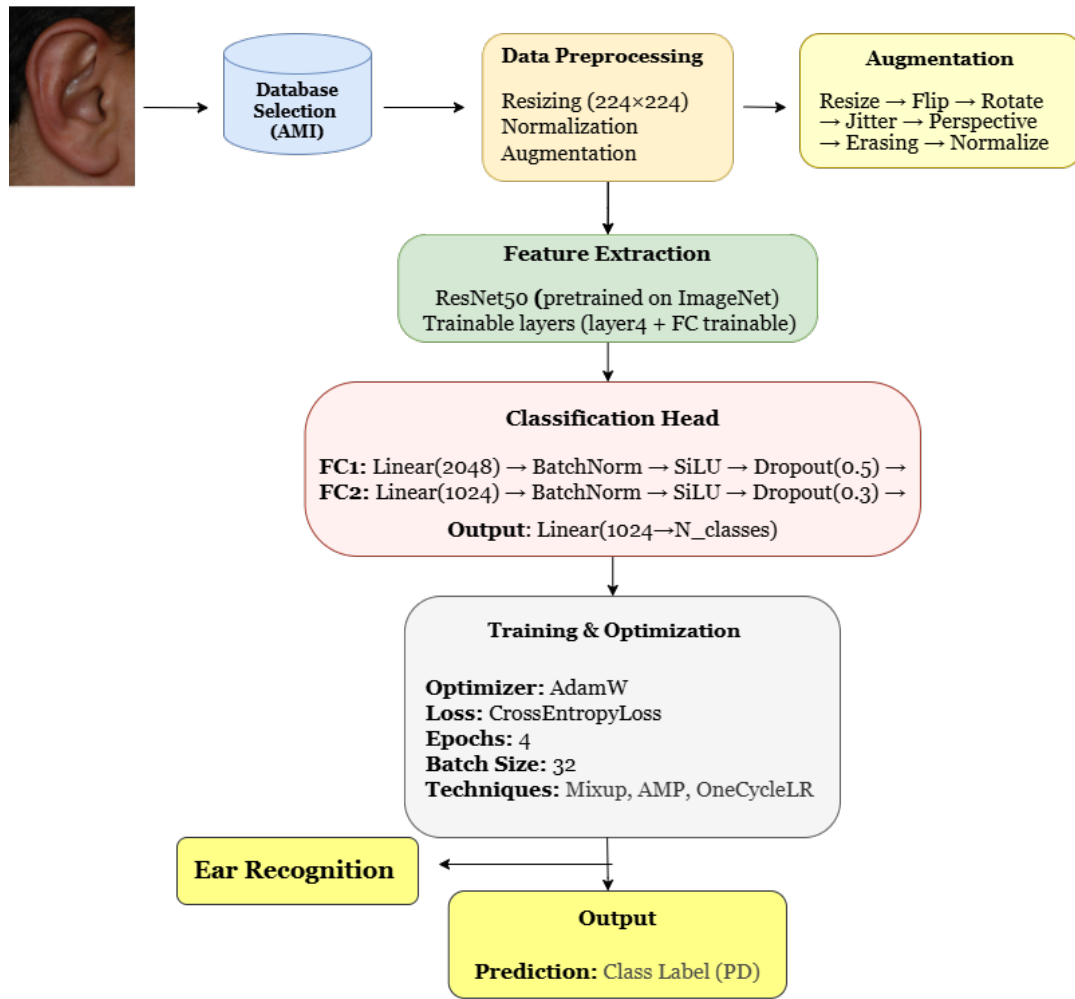 Database
Selection
(AMI)
Data Preprocessing
Resizing (224×224)
Normalization
Augmentation
Augmentation
Resize → Flip → Rotate
→ Jitter → Perspective
→ Erasing → Normalize
Feature Extraction
ResNet50 (pretrained on ImageNet)
Trainable layers (layer4 + FC trainable)
Classification Head
FC1: Linear(2048) → BatchNorm → SiLU → Dropout(0.5) →
FC2: Linear(1024) → BatchNorm → SiLU → Dropout(0.3) →
Output: Linear(1024→N_classes)
Training & Optimization
Optimizer: AdamW
Loss: CrossEntropyLoss
Epochs: 4
Batch Size: 32
Techniques: Mixup, AMP, OneCycleLR
Ear Recognition
Output
Prediction: Class Label (PD)